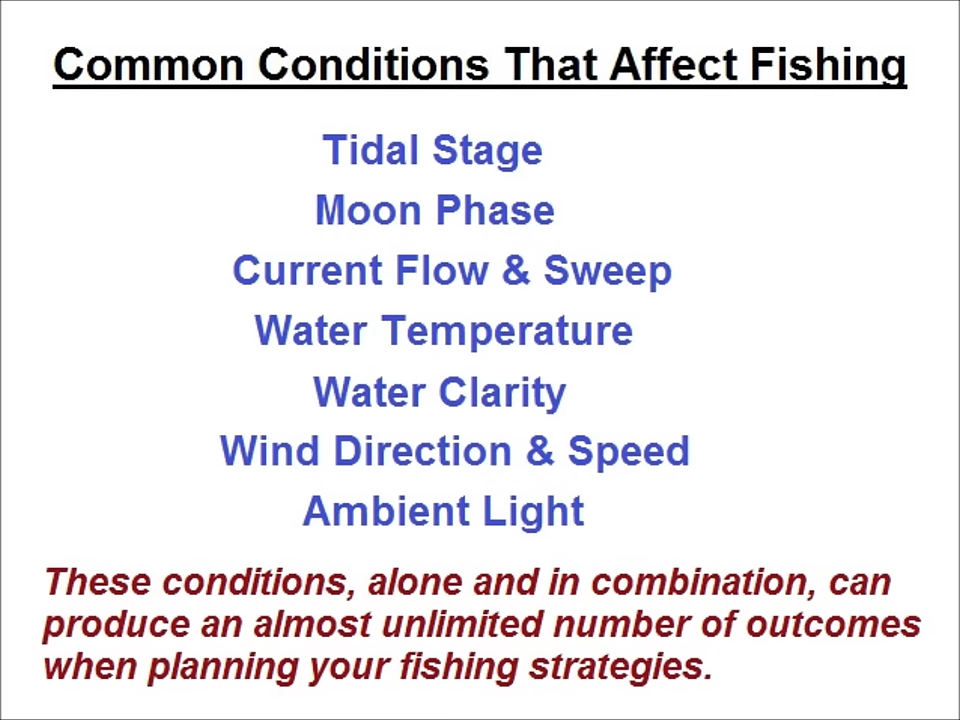 Common Conditions That Affect Fishing
Tidal Stage
Moon Phase
Current Flow & Sweep
Water Temperature
Water Clarity
Wind Direction & Speed
Ambient Light
These conditions, alone and in combination, can
produce an almost unlimited number of outcomes
when planning your fishing strategies.